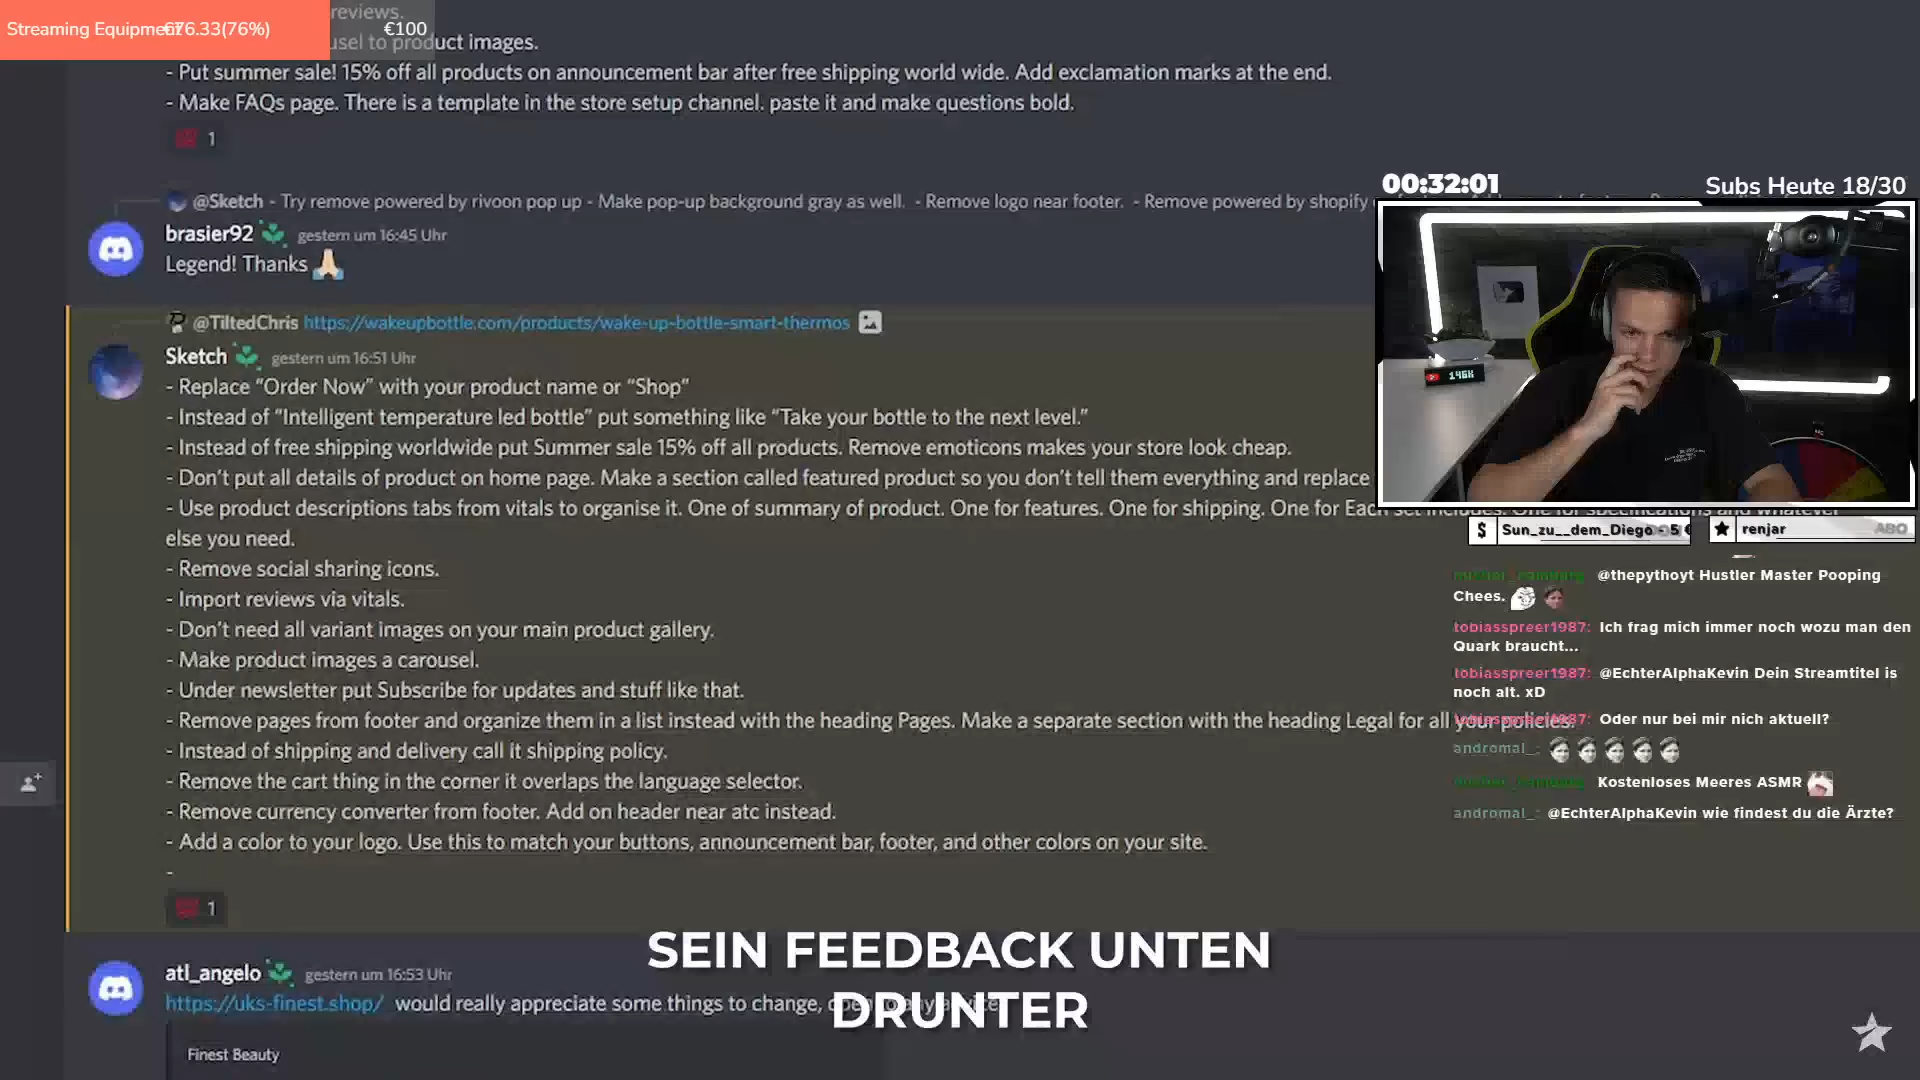 Streaming Equipment €76.33(76%) €100
reviews.
usel to product images.
- Put summer sale! 15% off all products on announcement bar after free shipping world wide. Add exclamation marks at the end.
- Make FAQs page. There is a template in the store setup channel. paste it and make questions bold.
1
@Sketch - Try remove powered by rivoon pop up - Make pop-up background gray as well. - Remove logo near footer. - Remove powered by shopify
brasier92 gestern um 16:45 Uhr
Legend! Thanks
@TiltedChris https://wakeupbottle.com/products/wake-up-bottle-smart-thermos
Sketch gestern um 16:51 Uhr
- Replace “Order Now” with your product name or “Shop”
- Instead of “Intelligent temperature led bottle” put something like “Take your bottle to the next level.”
- Instead of free shipping worldwide put Summer sale 15% off all products. Remove emoticons makes your store look cheap.
- Don’t put all details of product on home page. Make a section called featured product so you don’t tell them everything and replace
- Use product descriptions tabs from vitals to organise it. One of summary of product. One for features. One for shipping. One for Each set includes. One for specifications and whatever
else you need.
- Remove social sharing icons.
- Import reviews via vitals.
- Don’t need all variant images on your main product gallery.
- Make product images a carousel.
- Under newsletter put Subscribe for updates and stuff like that.
- Remove pages from footer and organize them in a list instead with the heading Pages. Make a separate section with the heading Legal for all your policies.
- Instead of shipping and delivery call it shipping policy.
- Remove the cart thing in the corner it overlaps the language selector.
- Remove currency converter from footer. Add on header near atc instead.
- Add a color to your logo. Use this to match your buttons, announcement bar, footer, and other colors on your site.
-
1
atl_angelo gestern um 16:53 Uhr
https://uks-finest.shop/ would really appreciate some things to change,
Finest Beauty
SEIN FEEDBACK UNTEN
DRUNTER
00:32:01 Subs Heute 18/30
146K
$ Sun_zu__dem_Diego - 5 €
renjar ABO
@thepythoyt Hustler Master Pooping
Chees.
tobiasspreer1987: Ich frag mich immer noch wozu man den
Quark braucht...
tobiasspreer1987: @EchterAlphaKevin Dein Streamtitel is
noch alt. xD
tobiasspreer1987: Oder nur bei mir nich aktuell?
andromal_:
Kostenloses Meeres ASMR
andromal_: @EchterAlphaKevin wie findest du die Ärzte?